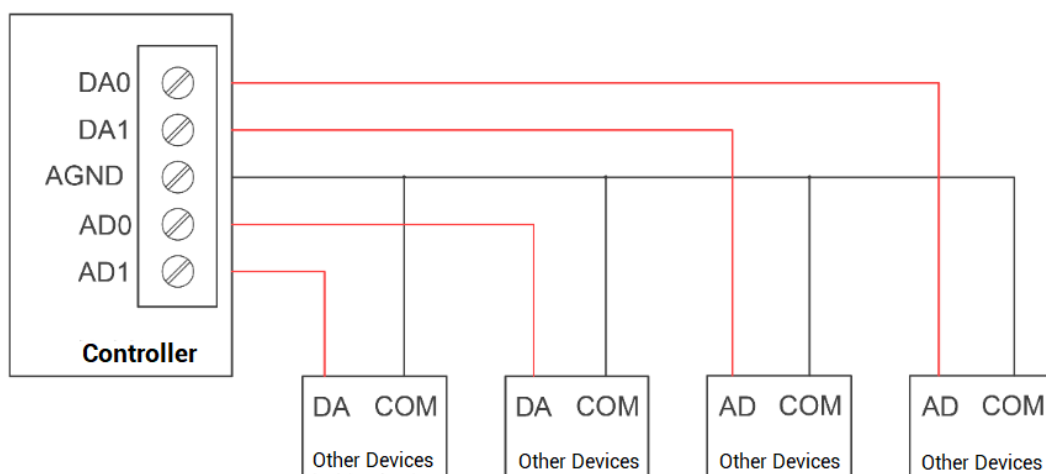 DA0
DA1
AGND
AD0
AD1
Controller
DA COM
Other Devices
DA COM
Other Devices
AD COM
Other Devices
AD COM
Other Devices